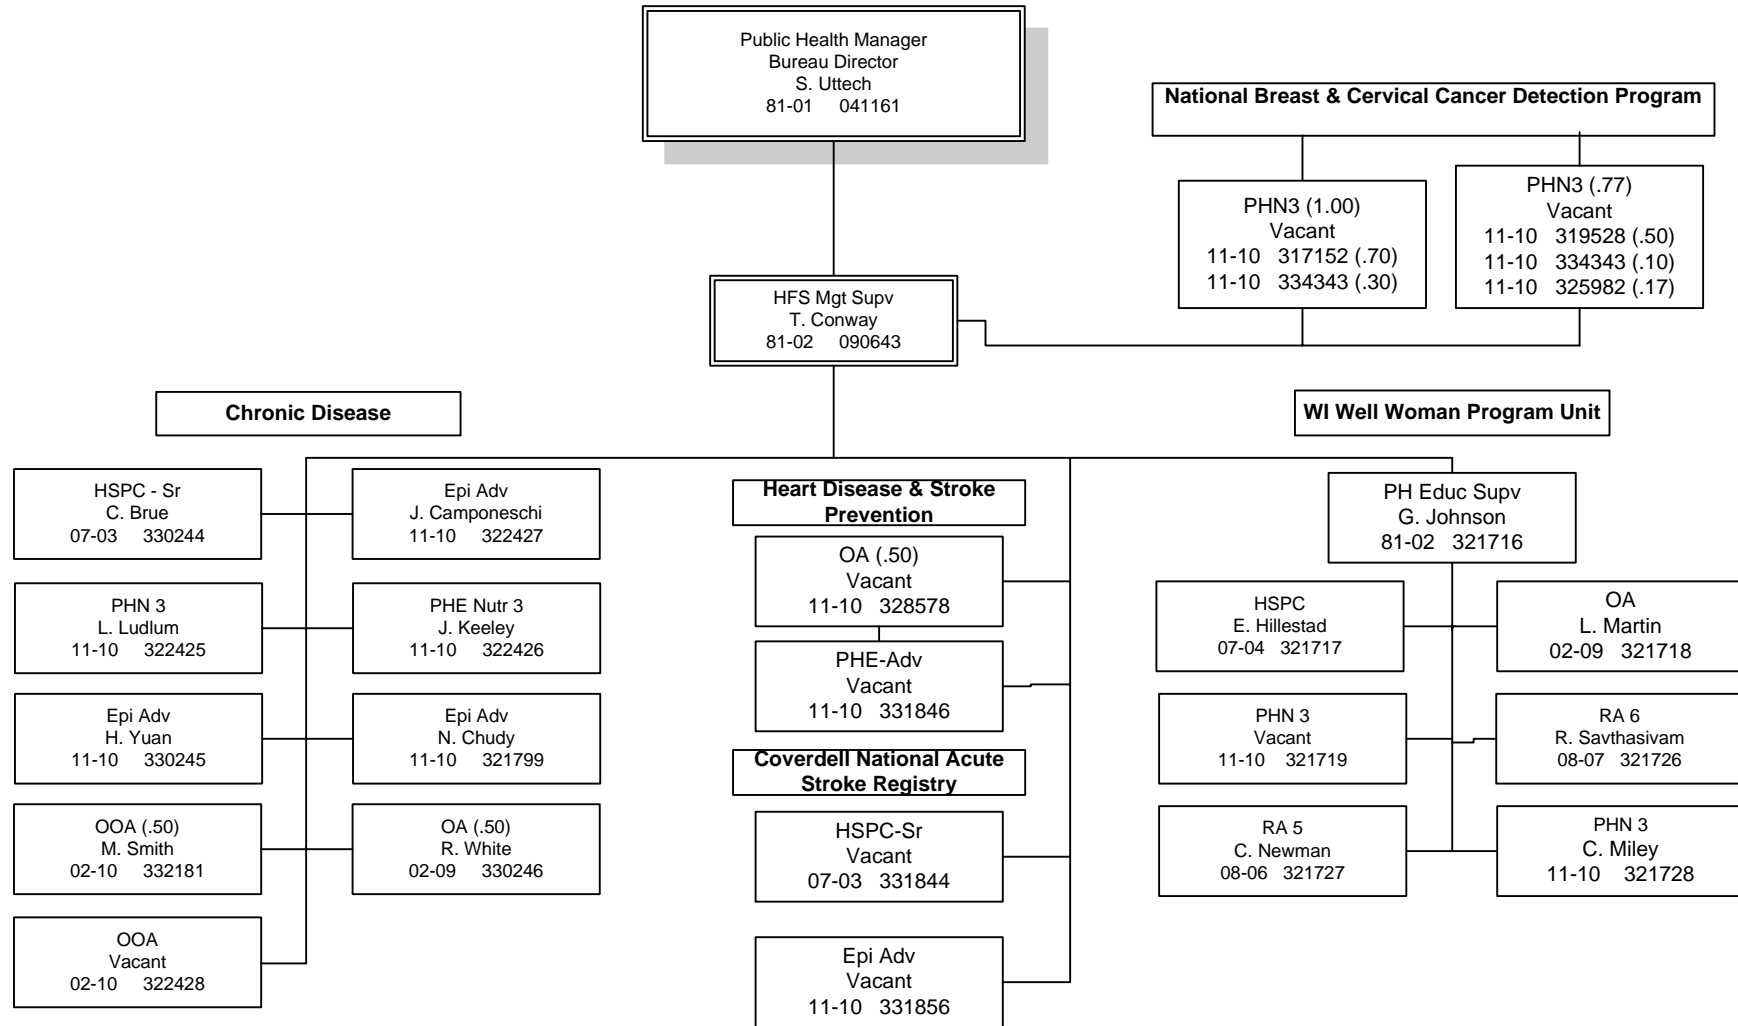 Public Health Manager
Bureau Director
S. Uttech
81-01 041161
National Breast & Cervical Cancer Detection Program
PHN3 (1.00)
Vacant
11-10 317152 (.70)
11-10 334343 (.30)
PHN3 (.77)
Vacant
11-10 319528 (.50)
11-10 334343 (.10)
11-10 325982 (.17)
HFS Mgt Supv
T. Conway
81-02 090643
Chronic Disease
HSPC - Sr
C. Brue
07-03 330244
Epi Adv
J. Camponeschi
11-10 322427
PHN 3
L. Ludlum
11-10 322425
PHE Nutr 3
J. Keeley
11-10 322426
Epi Adv
H. Yuan
11-10 330245
Epi Adv
N. Chudy
11-10 321799
OOA (.50)
M. Smith
02-10 332181
OA (.50)
R. White
02-09 330246
OOA
Vacant
02-10 322428
Heart Disease & Stroke
Prevention
OA (.50)
Vacant
11-10 328578
PHE-Adv
Vacant
11-10 331846
Coverdell National Acute
Stroke Registry
HSPC-Sr
Vacant
07-03 331844
Epi Adv
Vacant
11-10 331856
WI Well Woman Program Unit
PH Educ Supv
G. Johnson
81-02 321716
HSPC
E. Hillestad
07-04 321717
OA
L. Martin
02-09 321718
PHN 3
Vacant
11-10 321719
RA 6
R. Savthasivam
08-07 321726
RA 5
C. Newman
08-06 321727
PHN 3
C. Miley
11-10 321728